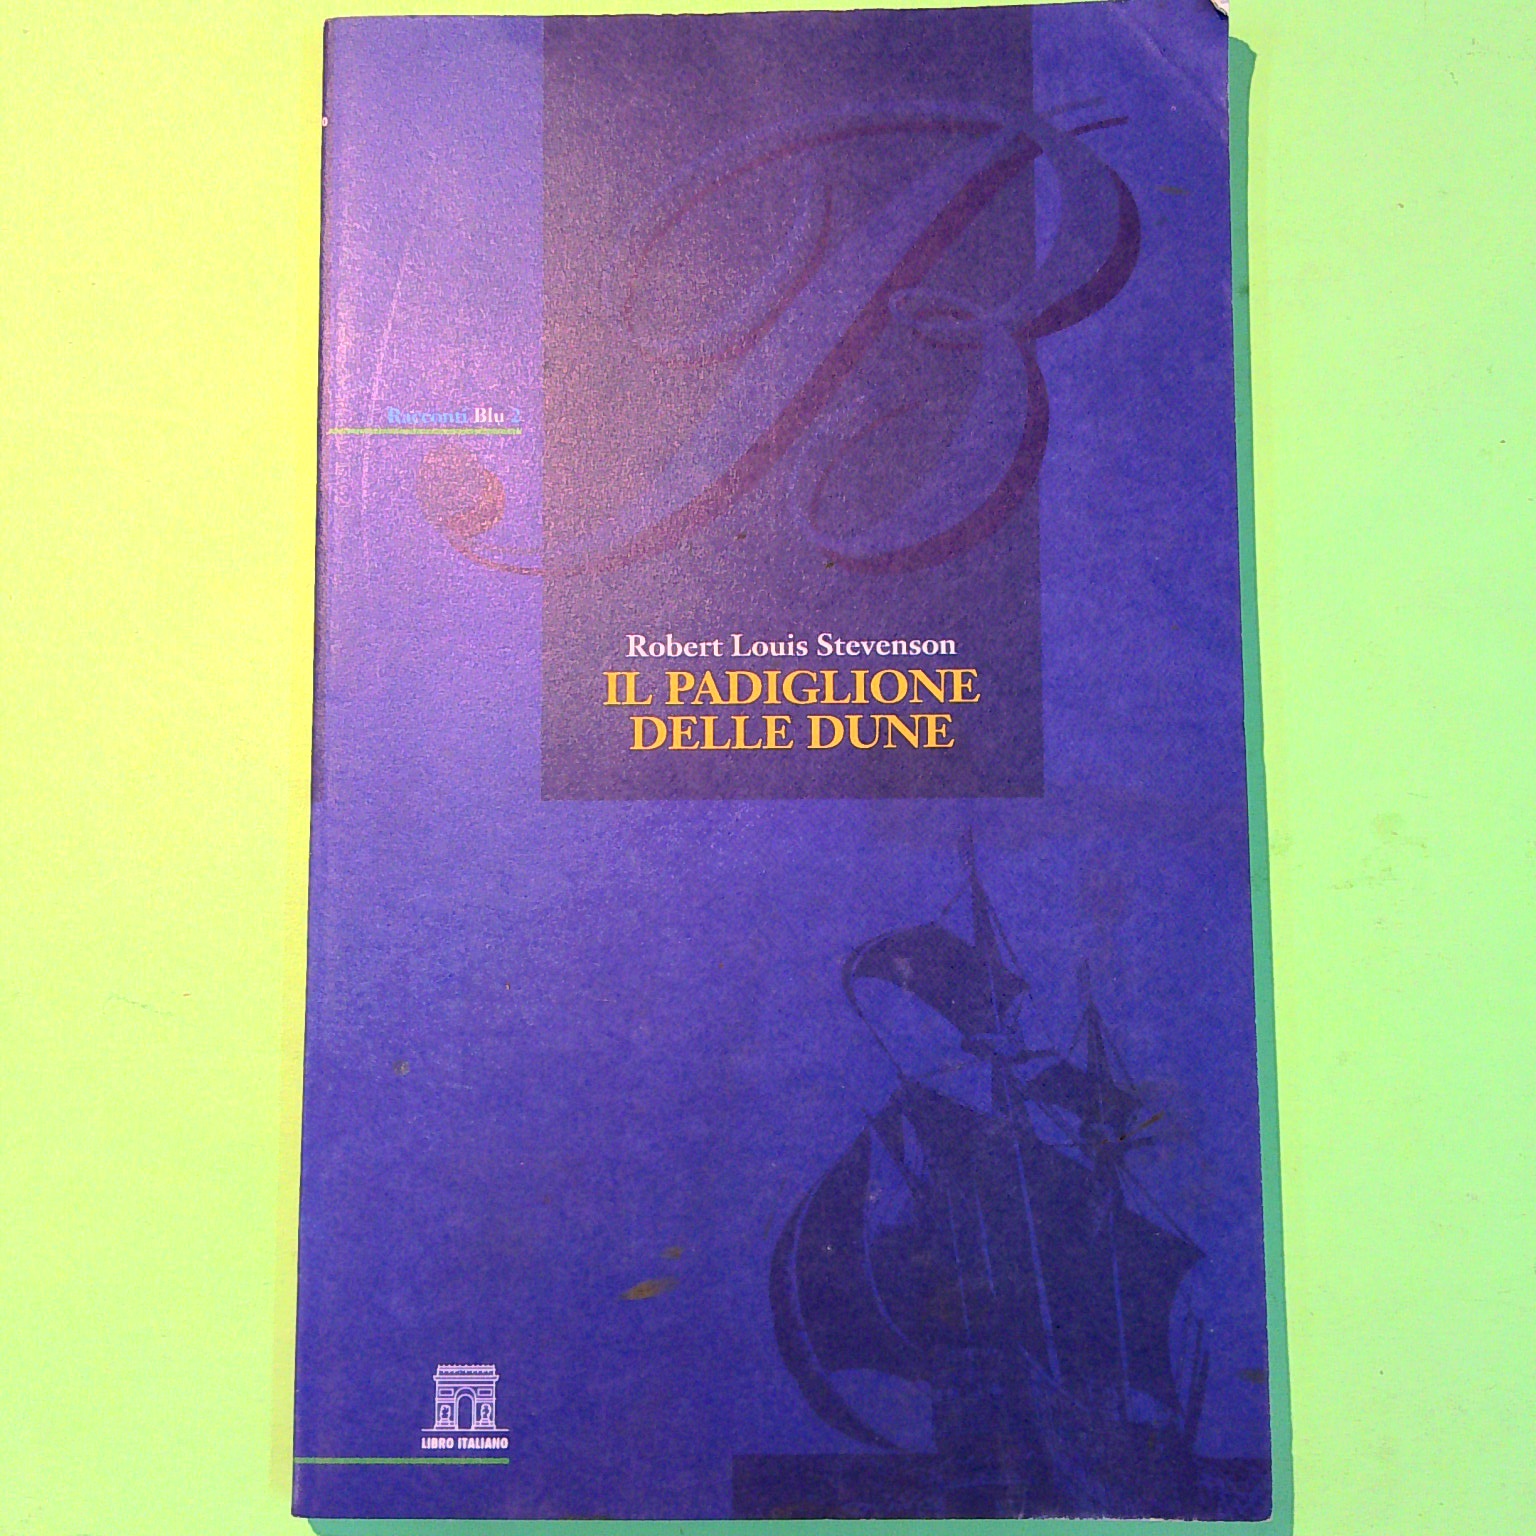 Racconti Blu 2
Robert Louis Stevenson
IL PADIGLIONE
DELLE DUNE
LIBRO ITALIANO